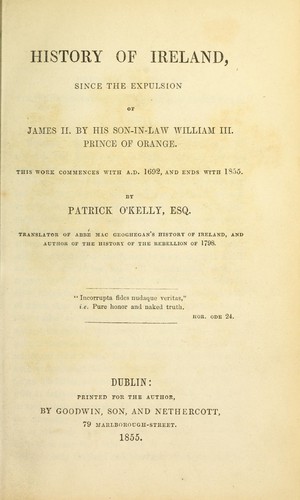 HISTORY OF IRELAND,
SINCE THE EXPULSION
OF
JAMES II. BY HIS SON-IN-LAW WILLIAM III.
PRINCE OF ORANGE.
THIS WORK COMMENCES WITH A.D. 1692, AND ENDS WITH 1855.
BY
PATRICK O'KELLY, ESQ.
TRANSLATOR OF ABBÉ MAC GEOGHEGAN'S HISTORY OF IRELAND, AND
AUTHOR OF THE HISTORY OF THE REBELLION OF 1798.
"Incorrupta fides nudaque veritas,"
i.e. Pure honor and naked truth.
HOR. ODE 24.
DUBLIN:
PRINTED FOR THE AUTHOR,
BY GOODWIN, SON, AND NETHERCOTT,
79 MARLBOROUGH-STREET.
1855.